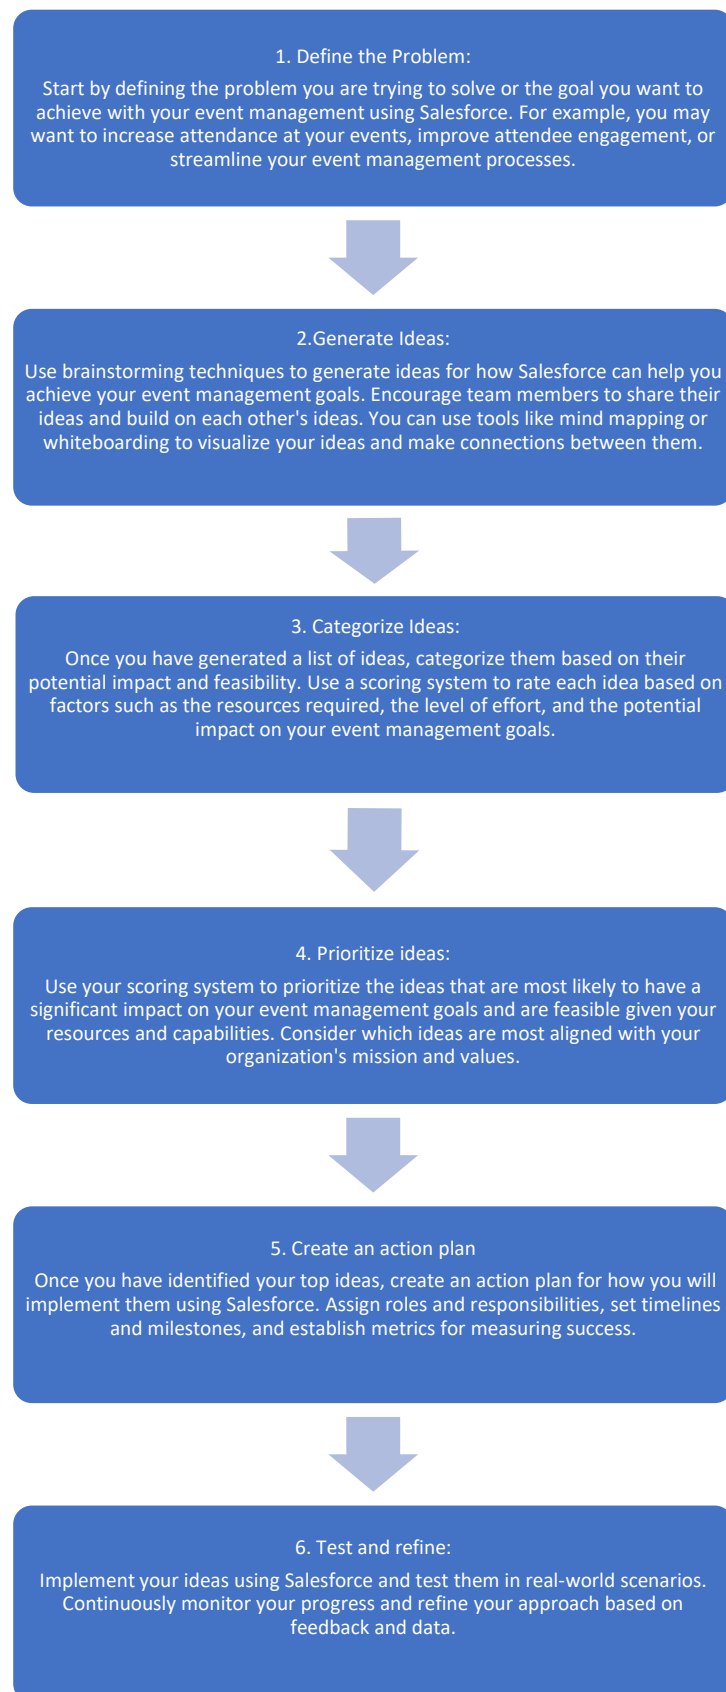 1. Define the Problem:
Start by defining the problem you are trying to solve or the goal you want to
achieve with your event management using Salesforce. For example, you may
want to increase attendance at your events, improve attendee engagement, or
streamline your event management processes.
2.Generate Ideas:
Use brainstorming techniques to generate ideas for how Salesforce can help you
achieve your event management goals. Encourage team members to share their
ideas and build on each other's ideas. You can use tools like mind mapping or
whiteboarding to visualize your ideas and make connections between them.
3. Categorize Ideas:
Once you have generated a list of ideas, categorize them based on their
potential impact and feasibility. Use a scoring system to rate each idea based on
factors such as the resources required, the level of effort, and the potential
impact on your event management goals.
4. Prioritize ideas:
Use your scoring system to prioritize the ideas that are most likely to have a
significant impact on your event management goals and are feasible given your
resources and capabilities. Consider which ideas are most aligned with your
organization's mission and values.
5. Create an action plan
Once you have identified your top ideas, create an action plan for how you will
implement them using Salesforce. Assign roles and responsibilities, set timelines
and milestones, and establish metrics for measuring success.
6. Test and refine:
Implement your ideas using Salesforce and test them in real-world scenarios.
Continuously monitor your progress and refine your approach based on
feedback and data.